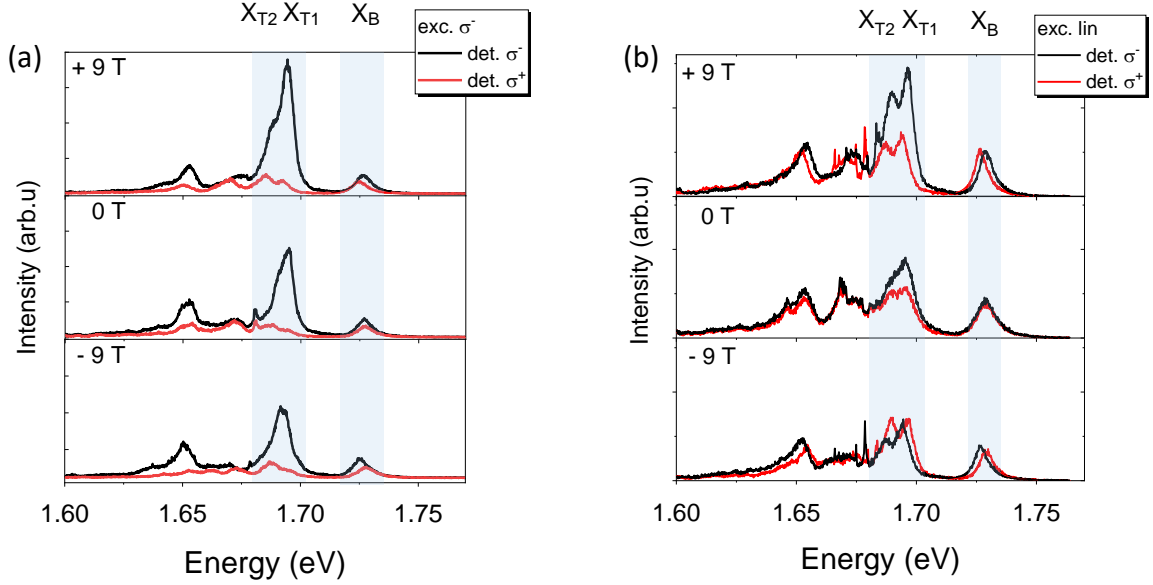 (a)
X_T2 X_T1 X_B
exc. σ⁻
det. σ⁻
det. σ⁺
+ 9 T
0 T
- 9 T
Intensity (arb.u)
1.60 1.65 1.70 1.75
Energy (eV)
(b)
X_T2 X_T1 X_B
exc. lin
det. σ⁻
det. σ⁺
+ 9 T
0 T
- 9 T
Intensity (arb.u)
1.60 1.65 1.70 1.75
Energy (eV)